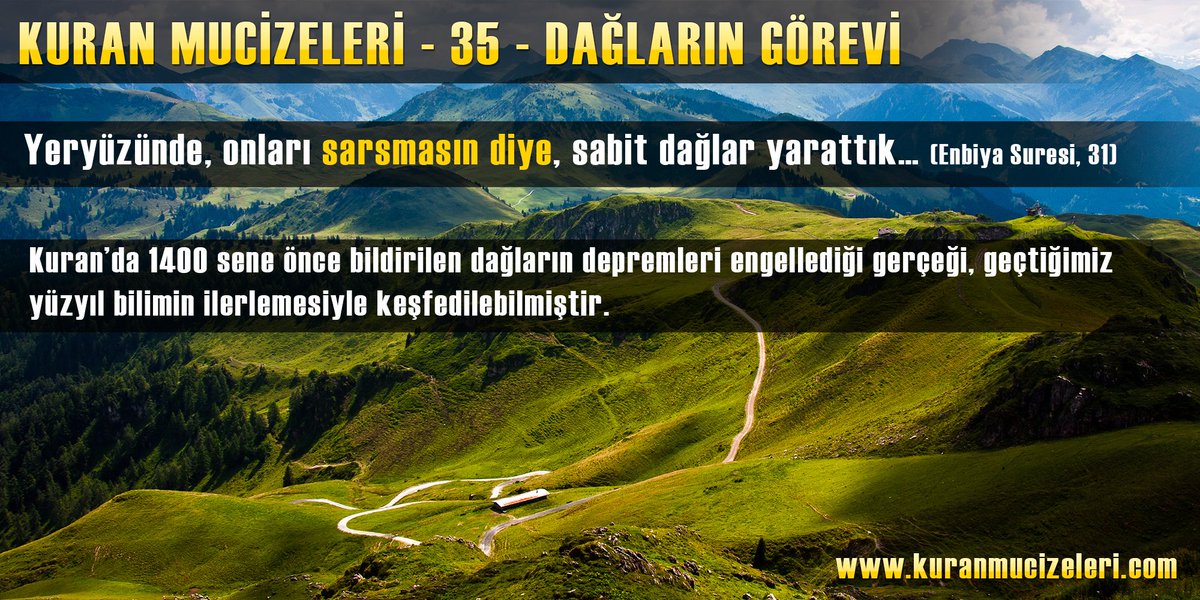 KURAN MUCİZELERİ - 35 - DAĞLARIN GÖREVİ
Yeryüzünde, onları sarsmasın diye, sabit dağlar yarattık... (Enbiya Suresi, 31)
Kuran'da 1400 sene önce bildirilen dağların depremleri engellediği gerçeği, geçtiğimiz
yüzyıl bilimin ilerlemesiyle keşfedilebilmiştir.
www.kuranmucizeleri.com